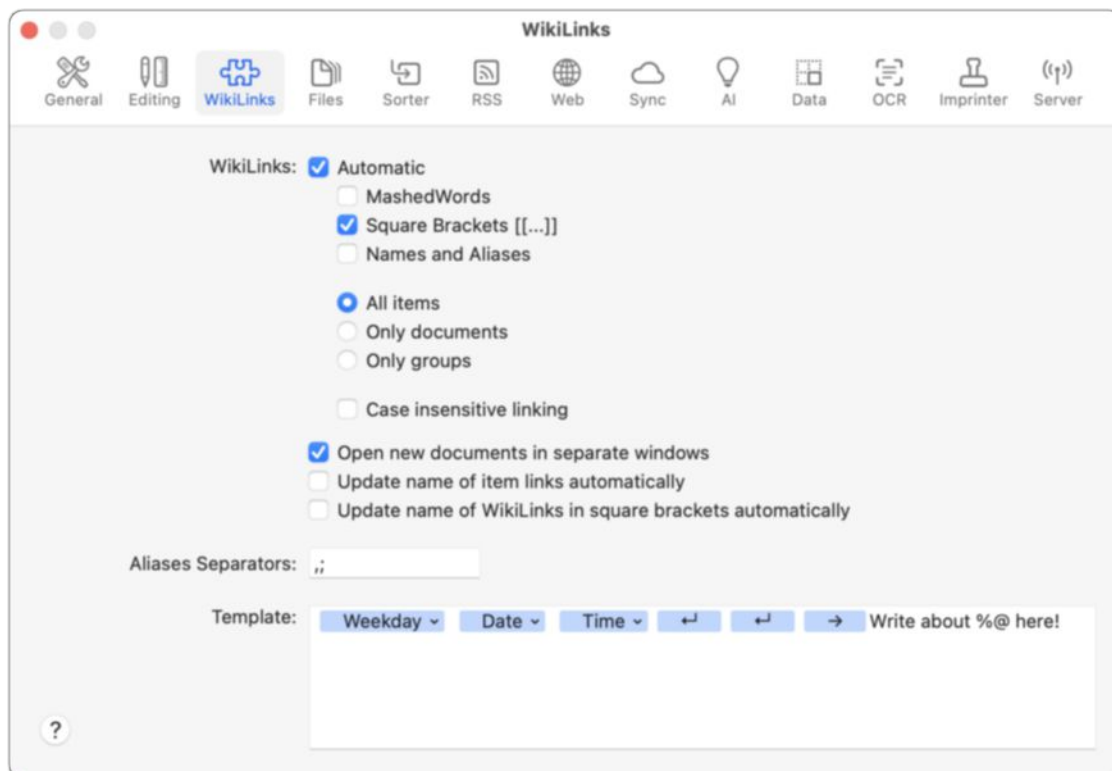 WikiLinks
General Editing WikiLinks Files Sorter RSS Web Sync AI Data OCR Imprinter Server
WikiLinks: Automatic
MashedWords
Square Brackets [[...]]
Names and Aliases
All items
Only documents
Only groups
Case insensitive linking
Open new documents in separate windows
Update name of item links automatically
Update name of WikiLinks in square brackets automatically
Aliases Separators: ,;
Template: Weekday Date Time ↵ ↵ → Write about %@ here!
?